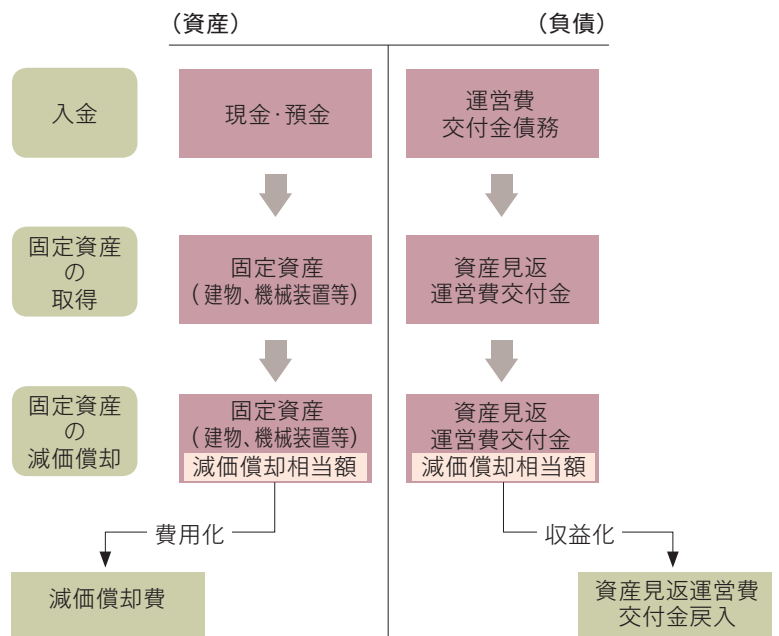 （資産）
（負債）
入金
現金・預金
運営費
交付金債務
固定資産
の
取得
固定資産
（建物、機械装置等）
資産見返
運営費交付金
固定資産
の
減価償却
固定資産
（建物、機械装置等）
減価償却相当額
資産見返
運営費交付金
減価償却相当額
費用化
収益化
減価償却費
資産見返運営費
交付金戻入